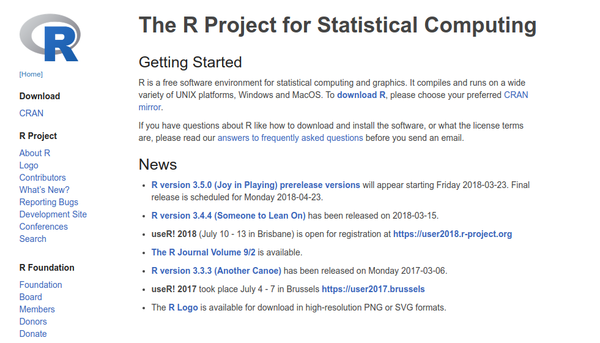 R
[Home]
Download
CRAN
R Project
About R
Logo
Contributors
What's New?
Reporting Bugs
Development Site
Conferences
Search
R Foundation
Foundation
Board
Members
Donors
Donate
The R Project for Statistical Computing
Getting Started
R is a free software environment for statistical computing and graphics. It compiles and runs on a wide
variety of UNIX platforms, Windows and MacOS. To download R, please choose your preferred CRAN
mirror.
If you have questions about R like how to download and install the software, or what the license terms
are, please read our answers to frequently asked questions before you send an email.
News
• R version 3.5.0 (Joy in Playing) prerelease versions will appear starting Friday 2018-03-23. Final
release is scheduled for Monday 2018-04-23.
• R version 3.4.4 (Someone to Lean On) has been released on 2018-03-15.
• useR! 2018 (July 10 - 13 in Brisbane) is open for registration at https://user2018.r-project.org
• The R Journal Volume 9/2 is available.
• R version 3.3.3 (Another Canoe) has been released on Monday 2017-03-06.
• useR! 2017 took place July 4 - 7 in Brussels https://user2017.brussels
• The R Logo is available for download in high-resolution PNG or SVG formats.